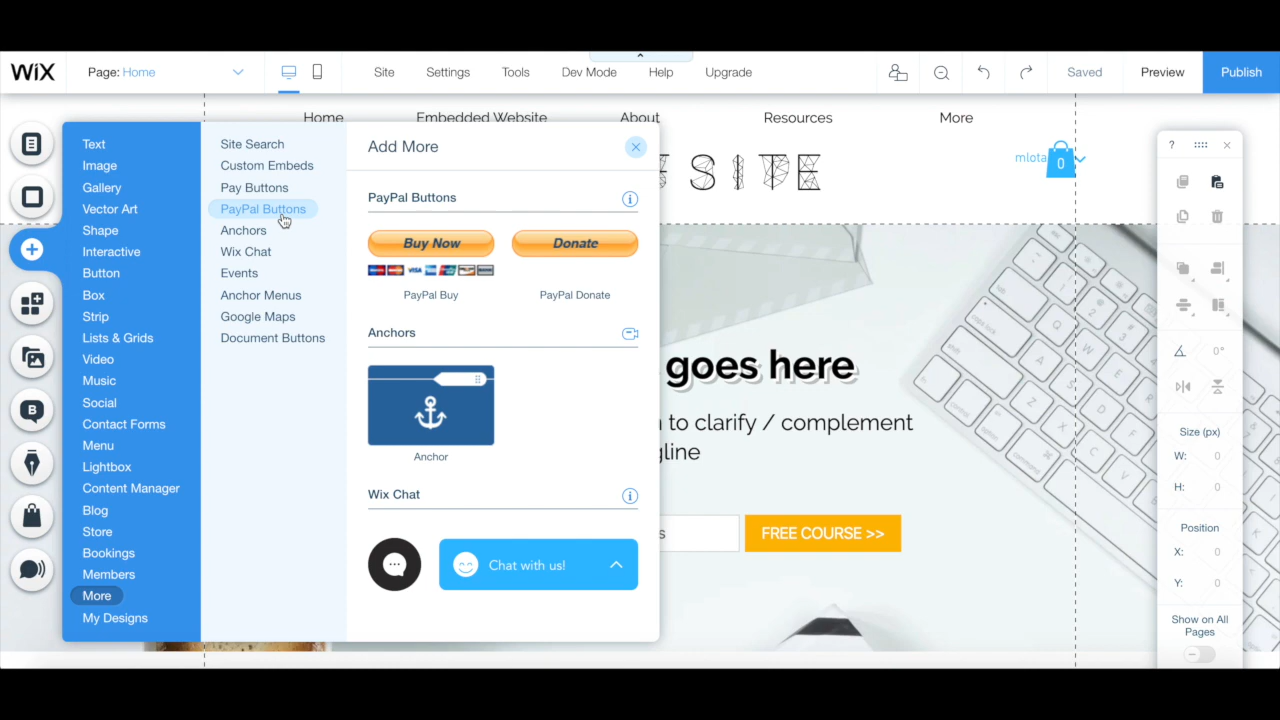 WiX
Page: Home
Site
Settings
Tools
Dev Mode
Help
Upgrade
Saved
Preview
Publish
Home
Embedded Website
About
Resources
More
SITE
mlota
0
Text
Image
Gallery
Vector Art
Shape
Interactive
Button
Box
Strip
Lists & Grids
Video
Music
Social
Contact Forms
Menu
Lightbox
Content Manager
Blog
Store
Bookings
Members
More
My Designs
Site Search
Custom Embeds
Pay Buttons
PayPal Buttons
Anchors
Wix Chat
Events
Anchor Menus
Google Maps
Document Buttons
Add More
PayPal Buttons
Buy Now
Donate
VISA
PayPal Buy
PayPal Donate
Anchors
Anchor
Wix Chat
Chat with us!
goes here
to clarify / complement
FREE COURSE >>
?
0°
Size (px)
W: 0
H: 0
Position
X: 0
Y: 0
Show on All
Pages